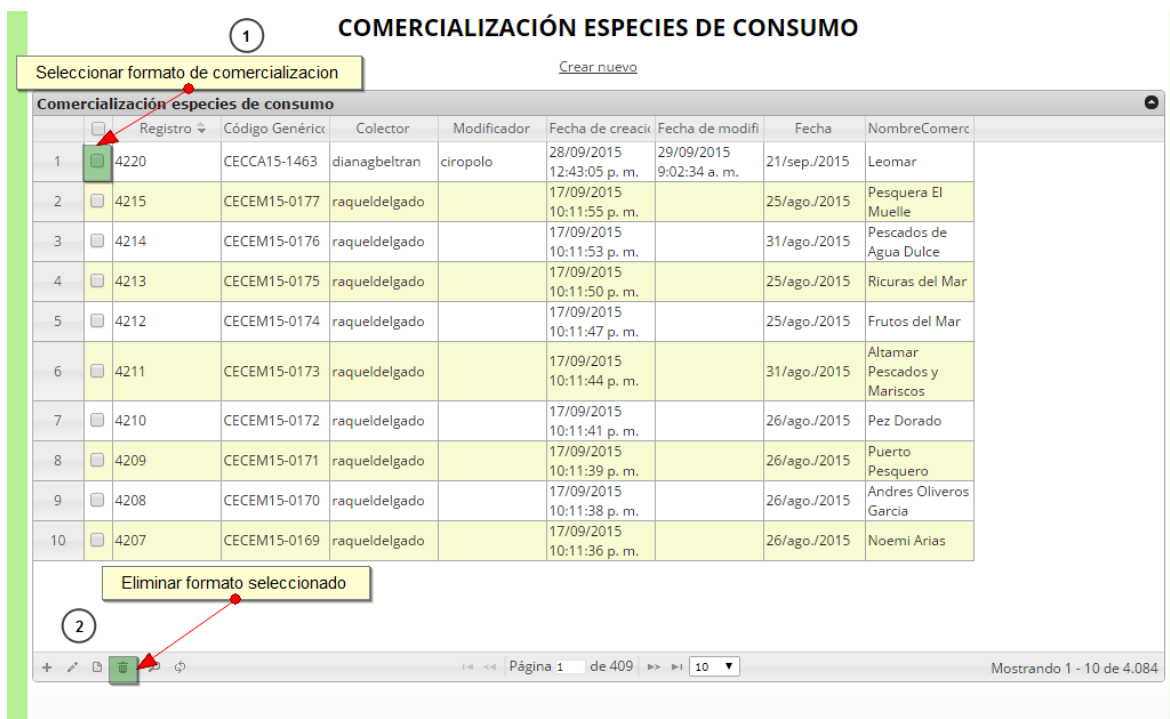 COMERCIALIZACIÓN ESPECIES DE CONSUMO
1
Seleccionar formato de comercializacion
Crear nuevo
Comercialización especies de consumo
Registro Código Genérico Colector Modificador Fecha de creació Fecha de modifi Fecha NombreComerc
1 4220 CECCA15-1463 dianagbeltran ciropolo 28/09/2015 12:43:05 p. m. 29/09/2015 9:02:34 a. m. 21/sep./2015 Leomar
2 4215 CECEM15-0177 raqueldelgado 17/09/2015 10:11:55 p. m. 25/ago./2015 Pesquera El Muelle
3 4214 CECEM15-0176 raqueldelgado 17/09/2015 10:11:53 p. m. 31/ago./2015 Pescados de Agua Dulce
4 4213 CECEM15-0175 raqueldelgado 17/09/2015 10:11:50 p. m. 25/ago./2015 Ricuras del Mar
5 4212 CECEM15-0174 raqueldelgado 17/09/2015 10:11:47 p. m. 25/ago./2015 Frutos del Mar
6 4211 CECEM15-0173 raqueldelgado 17/09/2015 10:11:44 p. m. 31/ago./2015 Altamar Pescados y Mariscos
7 4210 CECEM15-0172 raqueldelgado 17/09/2015 10:11:41 p. m. 26/ago./2015 Pez Dorado
8 4209 CECEM15-0171 raqueldelgado 17/09/2015 10:11:39 p. m. 26/ago./2015 Puerto Pesquero
9 4208 CECEM15-0170 raqueldelgado 17/09/2015 10:11:38 p. m. 26/ago./2015 Andres Oliveros Garcia
10 4207 CECEM15-0169 raqueldelgado 17/09/2015 10:11:36 p. m. 26/ago./2015 Noemi Arias
Eliminar formato seleccionado
2
Página 1 de 409 10 Mostrando 1 - 10 de 4.084